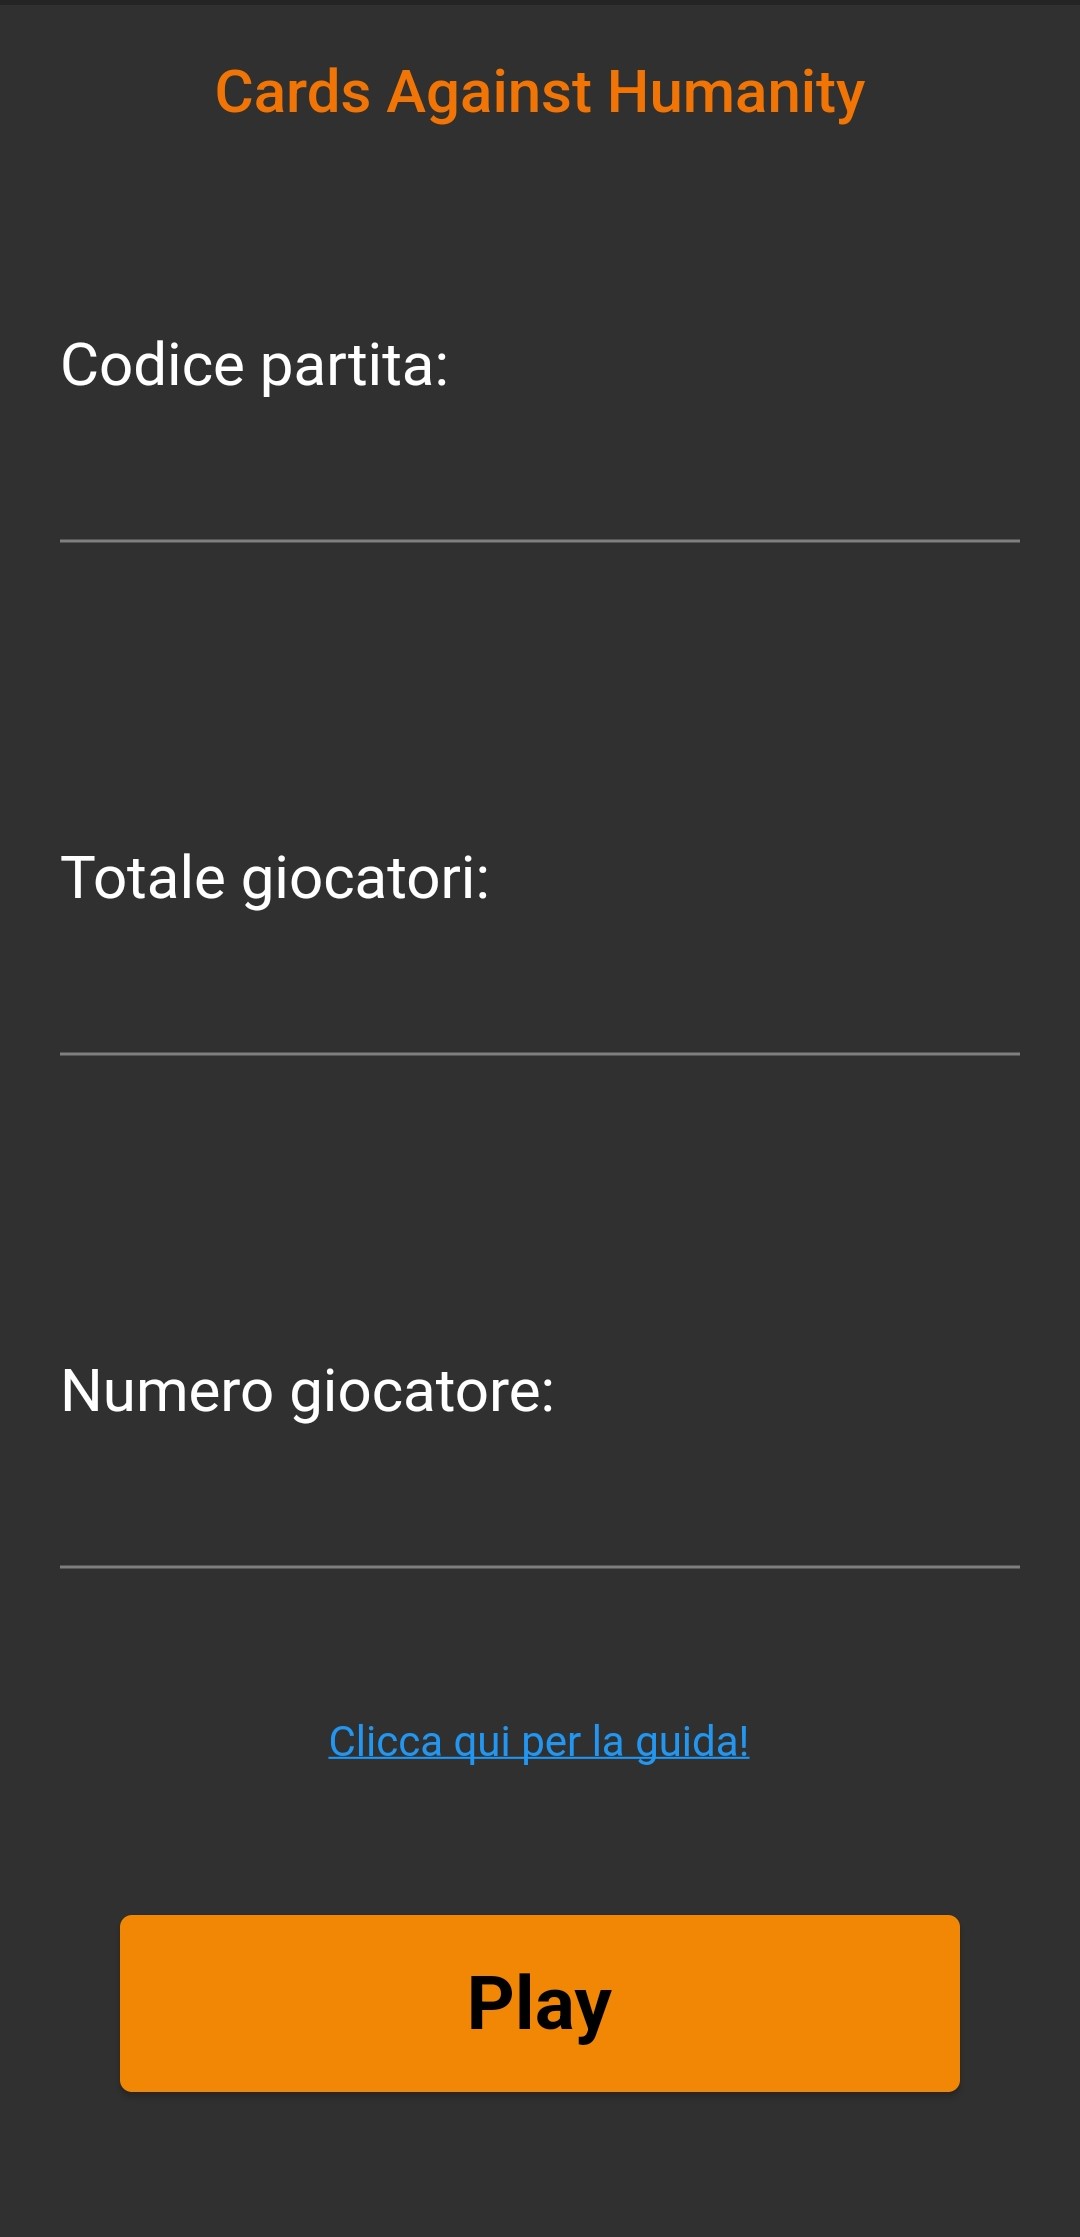 Cards Against Humanity
Codice partita:
Totale giocatori:
Numero giocatore:
Clicca qui per la guida!
Play